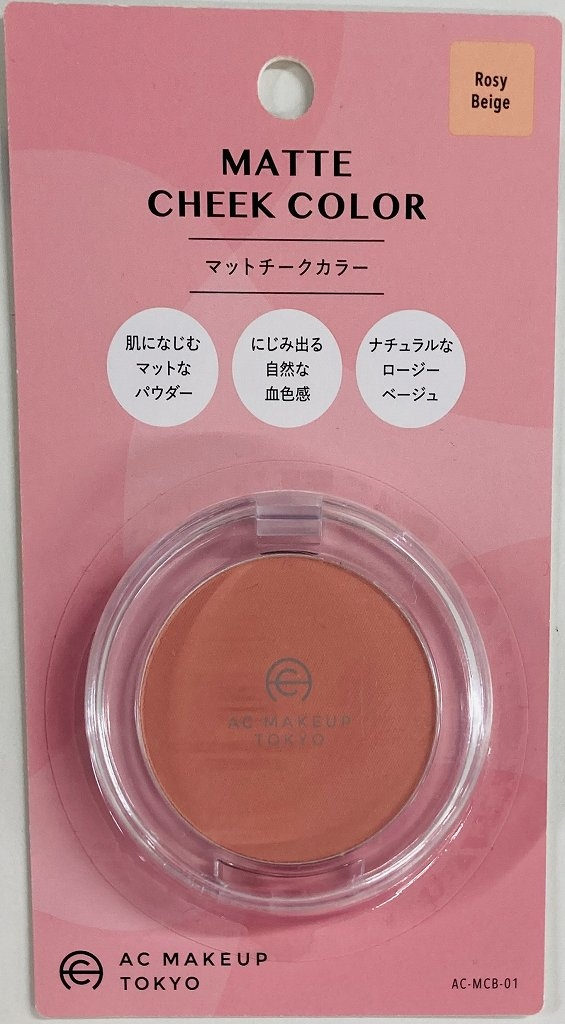 Rosy
Beige
MATTE
CHEEK COLOR
マットチークカラー
肌になじむ
マットな
パウダー
にじみ出る
自然な
血色感
ナチュラルな
ロージー
ベージュ
AC MAKEUP
TOKYO
AC MAKEUP
TOKYO
AC-MCB-01